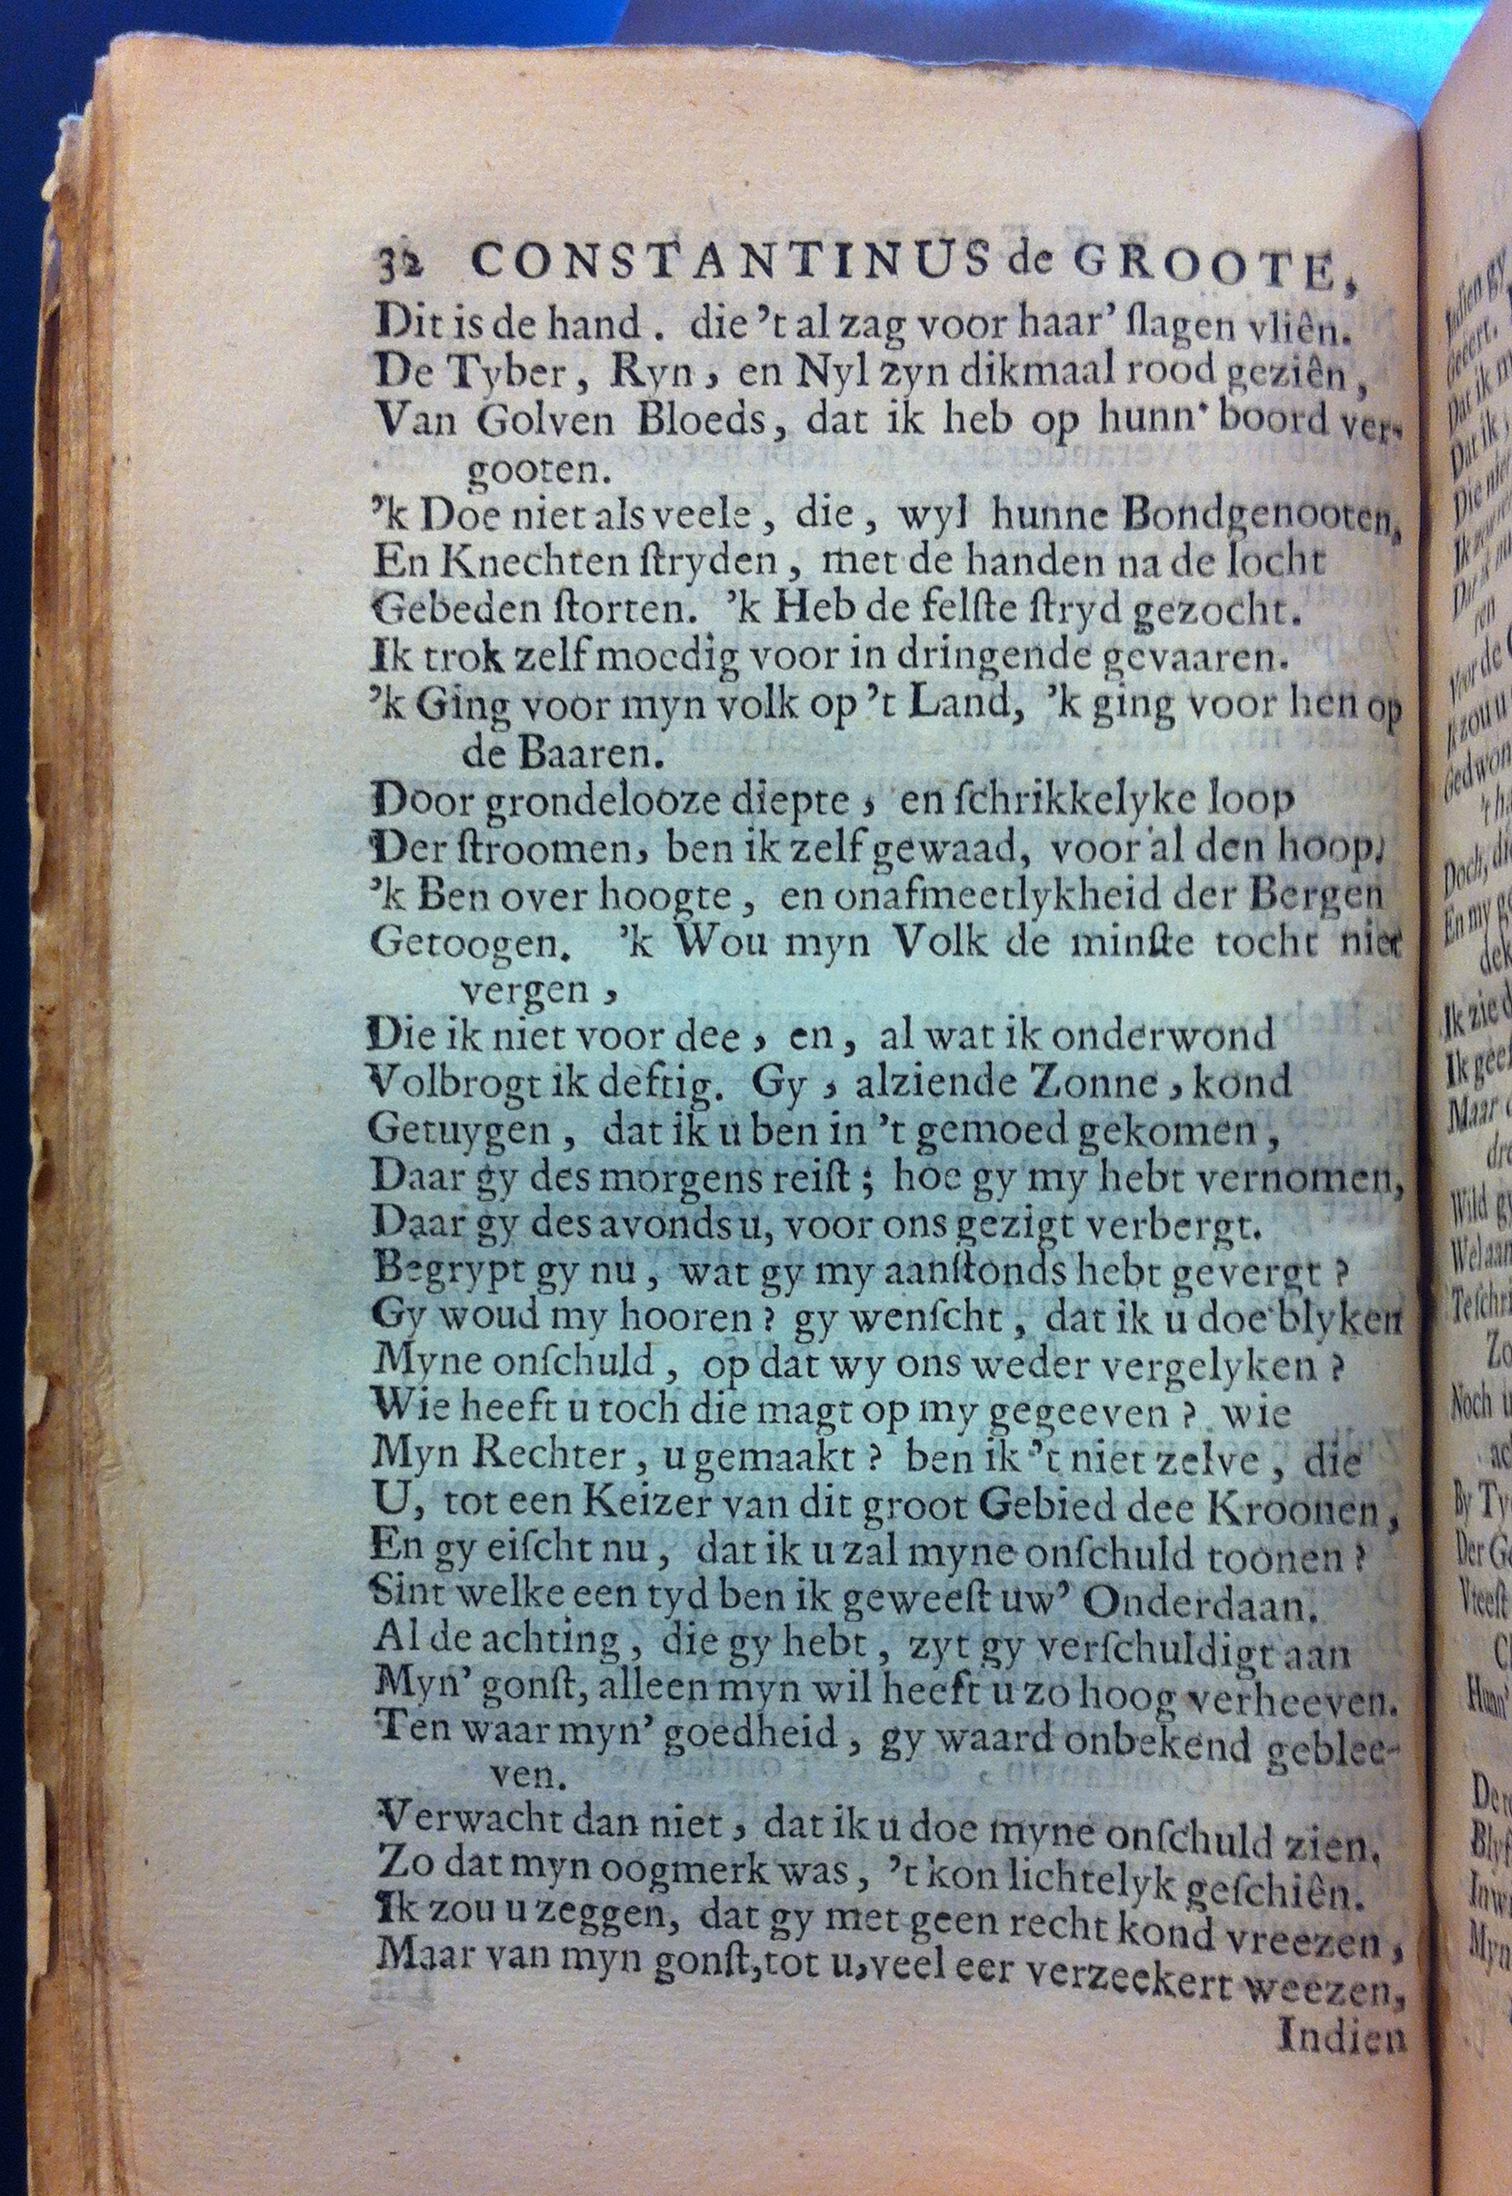 32 CONSTANTINUS de GROOTE,
Dit is de hand. die 't al zag voor haar' ſlagen vliên.
De Tyber, Ryn, en Nyl zyn dikmaal rood geziên,
Van Golven Bloeds, dat ik heb op hunn' boord ver-
gooten.
'k Doe niet als veele, die, wyl hunne Bondgenooten,
En Knechten ſtryden, met de handen na de locht
Gebeden ſtorten. 'k Heb de felſte ſtryd gezocht.
Ik trok zelf moedig voor in dringende gevaaren.
'k Ging voor myn volk op 't Land, 'k ging voor hen op
de Baaren.
Door grondelooze diepte, en ſchrikkelyke loop
Der ſtroomen, ben ik zelf gewaad, voor al den hoop.
'k Ben over hoogte, en onafmeetlykheid der Bergen
Getoogen. 'k Wou myn Volk de minſte tocht niet
vergen,
Die ik niet voor dee, en, al wat ik onderwond
Volbrogt ik deftig. Gy, alziende Zonne, kond
Getuygen, dat ik u ben in 't gemoed gekomen,
Daar gy des morgens reiſt; hoe gy my hebt vernomen,
Daar gy des avonds u, voor ons gezigt verbergt.
Begrypt gy nu, wat gy my aanſtonds hebt gevergt?
Gy woud my hooren? gy wenſcht, dat ik u doe blyken
Myne onſchuld, op dat wy ons weder vergelyken?
Wie heeft u toch die magt op my gegeeven? wie
Myn Rechter, u gemaakt? ben ik 't niet zelve, die
U, tot een Keizer van dit groot Gebied dee Kroonen,
En gy eiſcht nu, dat ik u zal myne onſchuld toonen?
Sint welke een tyd ben ik geweeſt uw' Onderdaan.
Al de achting, die gy hebt, zyt gy verſchuldigt aan
Myn' gonſt, alleen myn wil heeft u zo hoog verheeven.
Ten waar myn' goedheid, gy waard onbekend geblee-
ven.
Verwacht dan niet, dat ik u doe myne onſchuld zien.
Zo dat myn oogmerk was, 't kon lichtelyk geſchiên.
Ik zou u zeggen, dat gy met geen recht kond vreezen,
Maar van myn gonſt, tot u, veel eer verzeekert weezen,
Indien